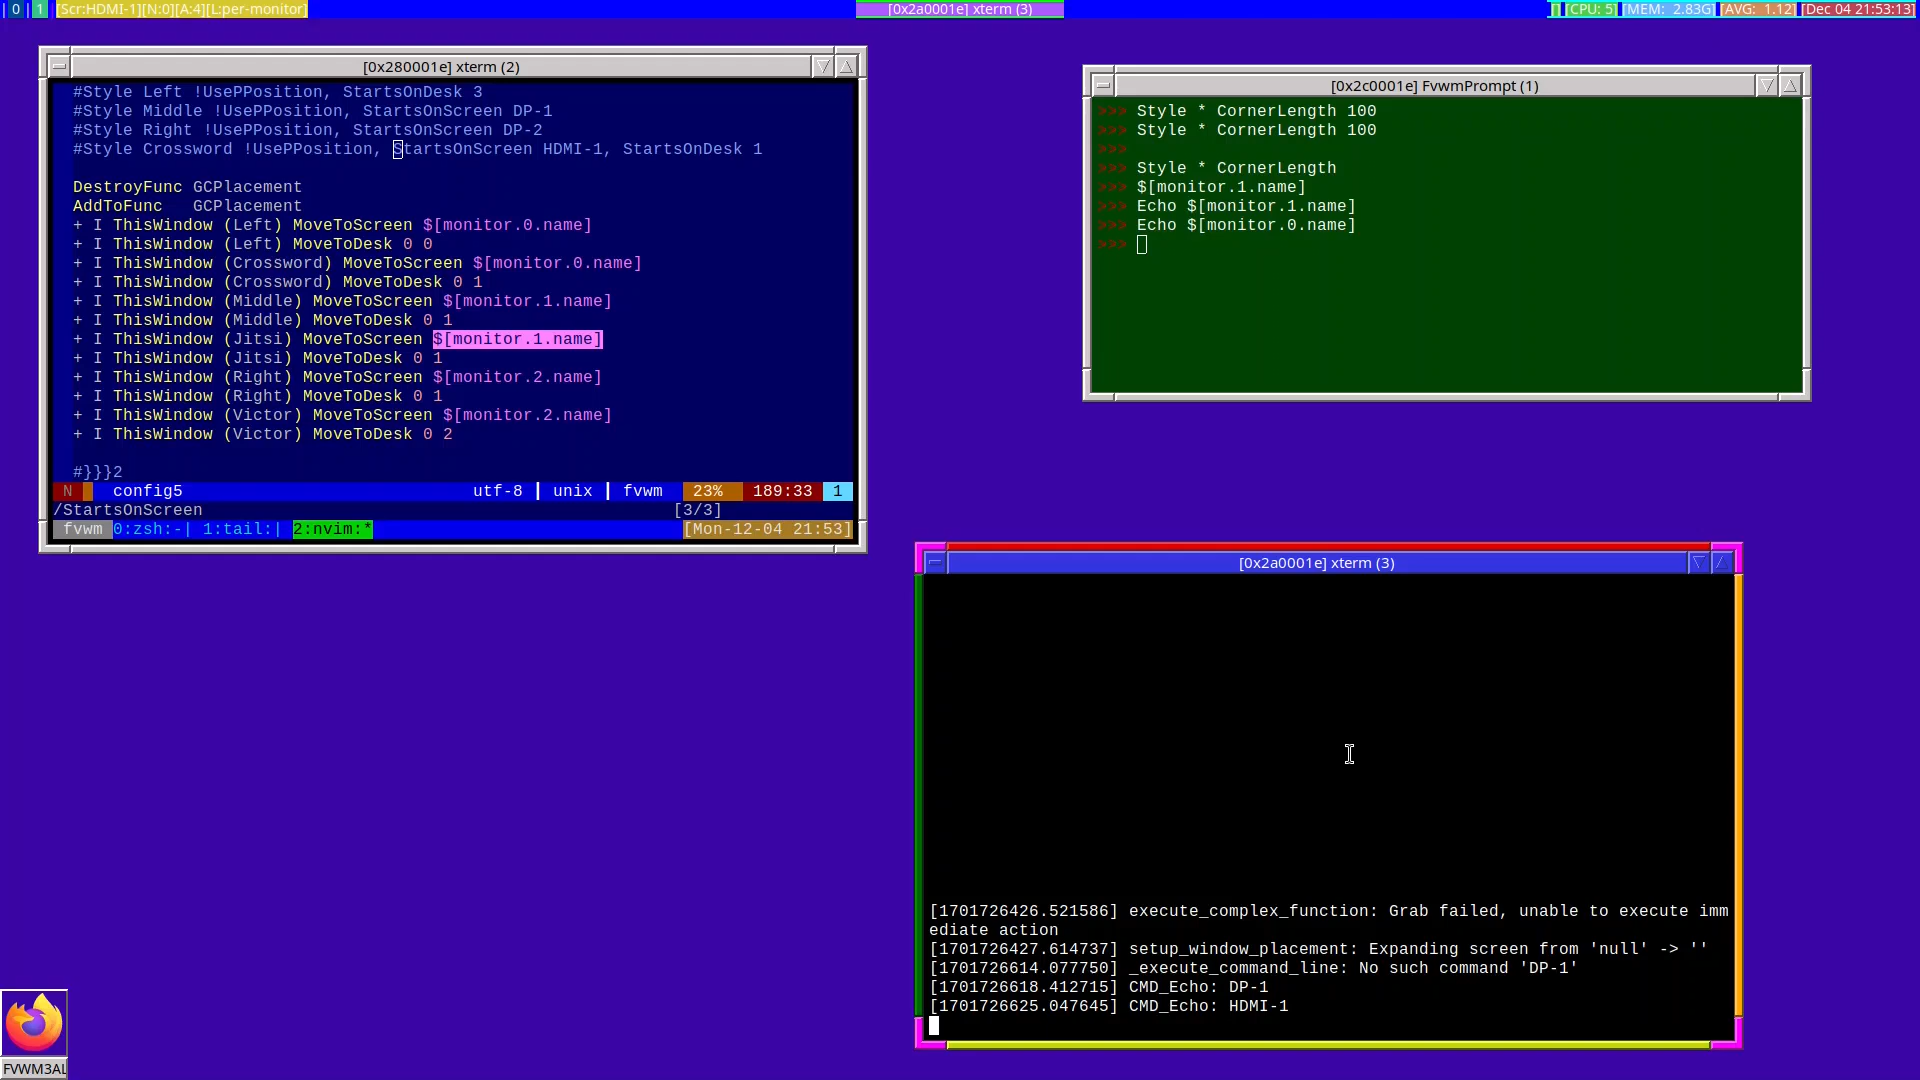 0 1 [Scr:HDMI-1][N:0][A:4][L:per-monitor]
[0x2a0001e] xterm (3)
[CPU: 5] [MEM: 2.83G] [AVG: 1.12] [Dec 04 21:53:13]
[0x280001e] xterm (2)
#Style Left !UsePPosition, StartsOnDesk 3
#Style Middle !UsePPosition, StartsOnScreen DP-1
#Style Right !UsePPosition, StartsOnScreen DP-2
#Style Crossword !UsePPosition, StartsOnScreen HDMI-1, StartsOnDesk 1
DestroyFunc GCPlacement
AddToFunc   GCPlacement
+ I ThisWindow (Left) MoveToScreen $[monitor.0.name]
+ I ThisWindow (Left) MoveToDesk 0 0
+ I ThisWindow (Crossword) MoveToScreen $[monitor.0.name]
+ I ThisWindow (Crossword) MoveToDesk 0 1
+ I ThisWindow (Middle) MoveToScreen $[monitor.1.name]
+ I ThisWindow (Middle) MoveToDesk 0 1
+ I ThisWindow (Jitsi) MoveToScreen $[monitor.1.name]
+ I ThisWindow (Jitsi) MoveToDesk 0 1
+ I ThisWindow (Right) MoveToScreen $[monitor.2.name]
+ I ThisWindow (Right) MoveToDesk 0 1
+ I ThisWindow (Victor) MoveToScreen $[monitor.2.name]
+ I ThisWindow (Victor) MoveToDesk 0 2
#}}}2
N config5 utf-8 | unix | fvwm 23% 189:33 1
/StartsOnScreen [3/3]
fvwm 0:zsh:-| 1:tail:| 2:nvim:* [Mon-12-04 21:53]
[0x2c0001e] FvwmPrompt (1)
>>> Style * CornerLength 100
>>> Style * CornerLength 100
>>>
Style * CornerLength
>>> $[monitor.1.name]
>>> Echo $[monitor.1.name]
>>> Echo $[monitor.0.name]
>>>
[0x2a0001e] xterm (3)
[1701726426.521586] execute_complex_function: Grab failed, unable to execute imm
ediate action
[1701726427.614737] setup_window_placement: Expanding screen from 'null' -> ''
[1701726614.077750] _execute_command_line: No such command 'DP-1'
[1701726618.412715] CMD_Echo: DP-1
[1701726625.047645] CMD_Echo: HDMI-1
FVWM3AL